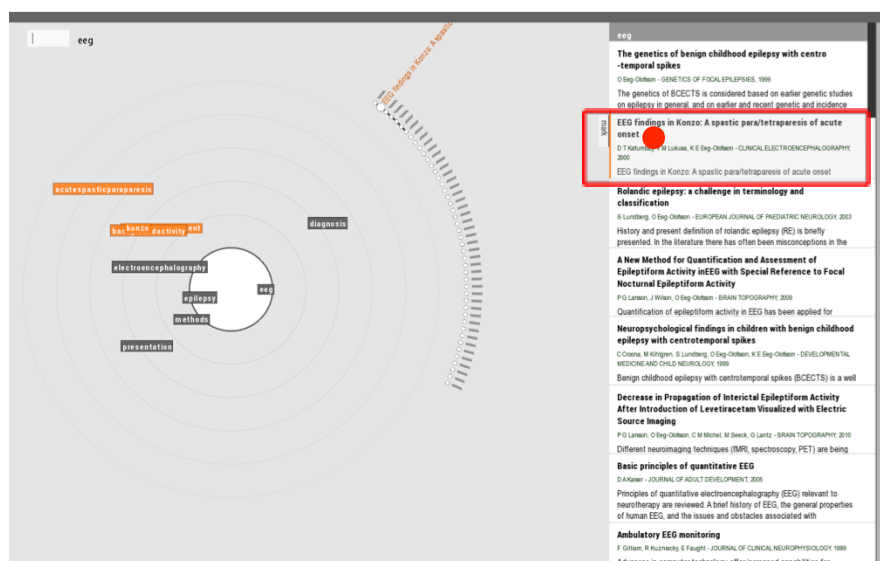 eeg
EEG findings in Konzo: A spastic
acutespasticparaparesis
konzo
dactivity
ent
diagnosis
electroencephalography
eeg
epilepsy
methods
presentation
eeg
The genetics of benign childhood epilepsy with centro
-temporal spikes
O Eeg-Olofsson - GENETICS OF FOCAL EPILEPSIES, 1999
The genetics of BCECTS is considered based on earlier genetic studies
on epilepsy in general, and on earlier and recent genetic and incidence
mark
EEG findings in Konzo: A spastic para/tetraparesis of acute
onset
D T Katumbay, M Lukusa, K E Eeg-Olofsson - CLINICAL ELECTROENCEPHALOGRAPHY,
2000
EEG findings in Konzo: A spastic para/tetraparesis of acute onset
Rolandic epilepsy: a challenge in terminology and
classification
S Lundberg, O Eeg-Olofsson - EUROPEAN JOURNAL OF PAEDIATRIC NEUROLOGY, 2003
History and present definition of rolandic epilepsy (RE) is briefly
presented. In the literature there has often been misconceptions in the
A New Method for Quantification and Assessment of
Epileptiform Activity inEEG with Special Reference to Focal
Nocturnal Epileptiform Activity
P G Larsson, J Wilson, O Eeg-Olofsson - BRAIN TOPOGRAPHY, 2009
Quantification of epileptiform activity in EEG has been applied for
Neuropsychological findings in children with benign childhood
epilepsy with centrotemporal spikes
C Croona, M Kihlgren, S Lundberg, O Eeg-Olofsson, K E Eeg-Olofsson - DEVELOPMENTAL
MEDICINE AND CHILD NEUROLOGY, 1999
Benign childhood epilepsy with centrotemporal spikes (BCECTS) is a well
Decrease in Propagation of Interictal Epileptiform Activity
After Introduction of Levetiracetam Visualized with Electric
Source Imaging
P G Larsson, O Eeg-Olofsson, C M Michel, M Seeck, G Lantz - BRAIN TOPOGRAPHY, 2010
Different neuroimaging techniques (fMRI, spectroscopy, PET) are being
Basic principles of quantitative EEG
D A Kaiser - JOURNAL OF ADULT DEVELOPMENT, 2005
Principles of quantitative electroencephalography (EEG) relevant to
neurotherapy are reviewed. A brief history of EEG, the general properties
of human EEG, and the issues and obstacles associated with
Ambulatory EEG monitoring
F Gilliam, R Kuzniecky, E Faught - JOURNAL OF CLINICAL NEUROPHYSIOLOGY, 1999